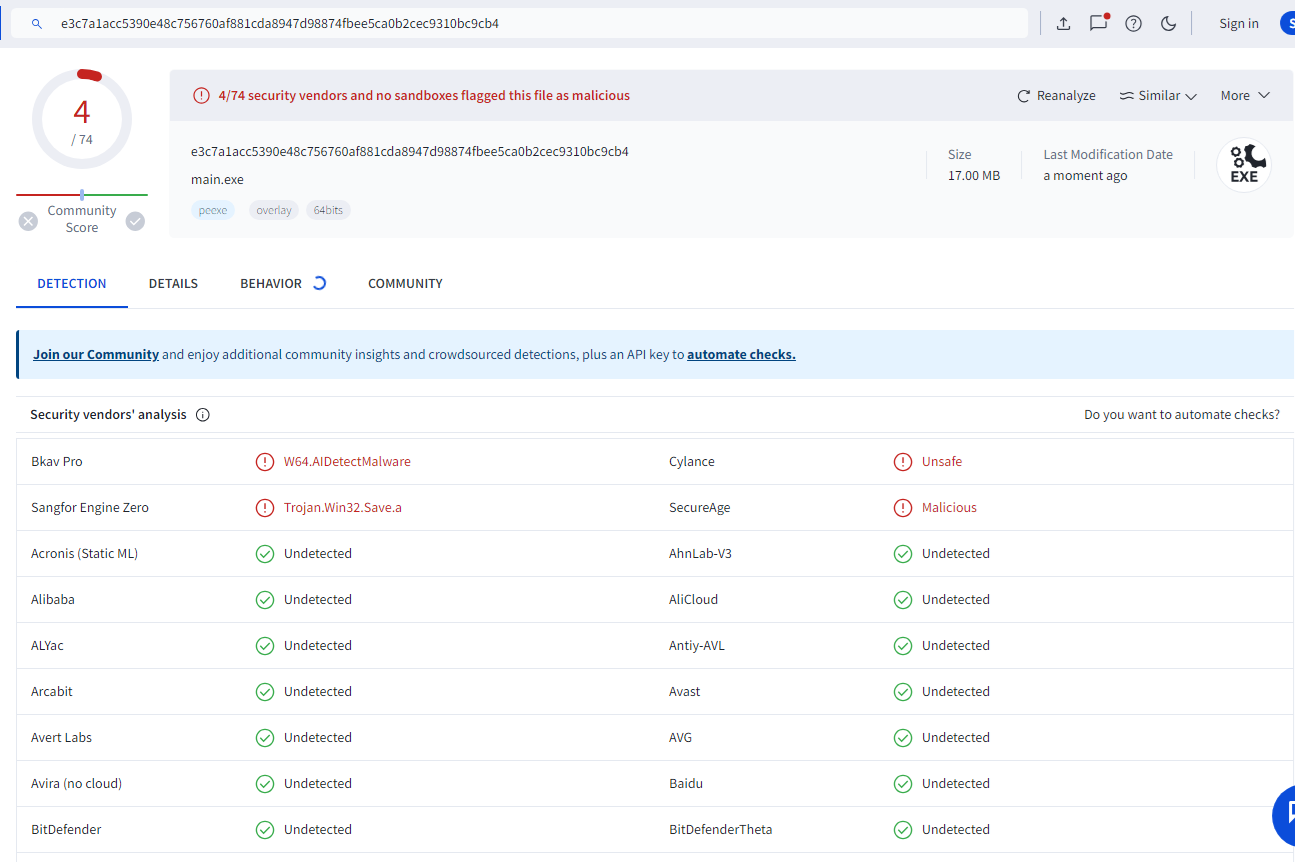 e3c7a1acc5390e48c756760af881cda8947d98874fbee5ca0b2cec9310bc9cb4
Sign in
S
4
/ 74
Community
Score
4/74 security vendors and no sandboxes flagged this file as malicious
Reanalyze
Similar
More
e3c7a1acc5390e48c756760af881cda8947d98874fbee5ca0b2cec9310bc9cb4
main.exe
peexe
overlay
64bits
Size
17.00 MB
Last Modification Date
a moment ago
EXE
DETECTION
DETAILS
BEHAVIOR
COMMUNITY
Join our Community and enjoy additional community insights and crowdsourced detections, plus an API key to automate checks.
Security vendors' analysis
Do you want to automate checks?
Bkav Pro W64.AIDetectMalware Cylance Unsafe
Sangfor Engine Zero Trojan.Win32.Save.a SecureAge Malicious
Acronis (Static ML) Undetected AhnLab-V3 Undetected
Alibaba Undetected AliCloud Undetected
ALYac Undetected Antiy-AVL Undetected
Arcabit Undetected Avast Undetected
Avert Labs Undetected AVG Undetected
Avira (no cloud) Undetected Baidu Undetected
BitDefender Undetected BitDefenderTheta Undetected